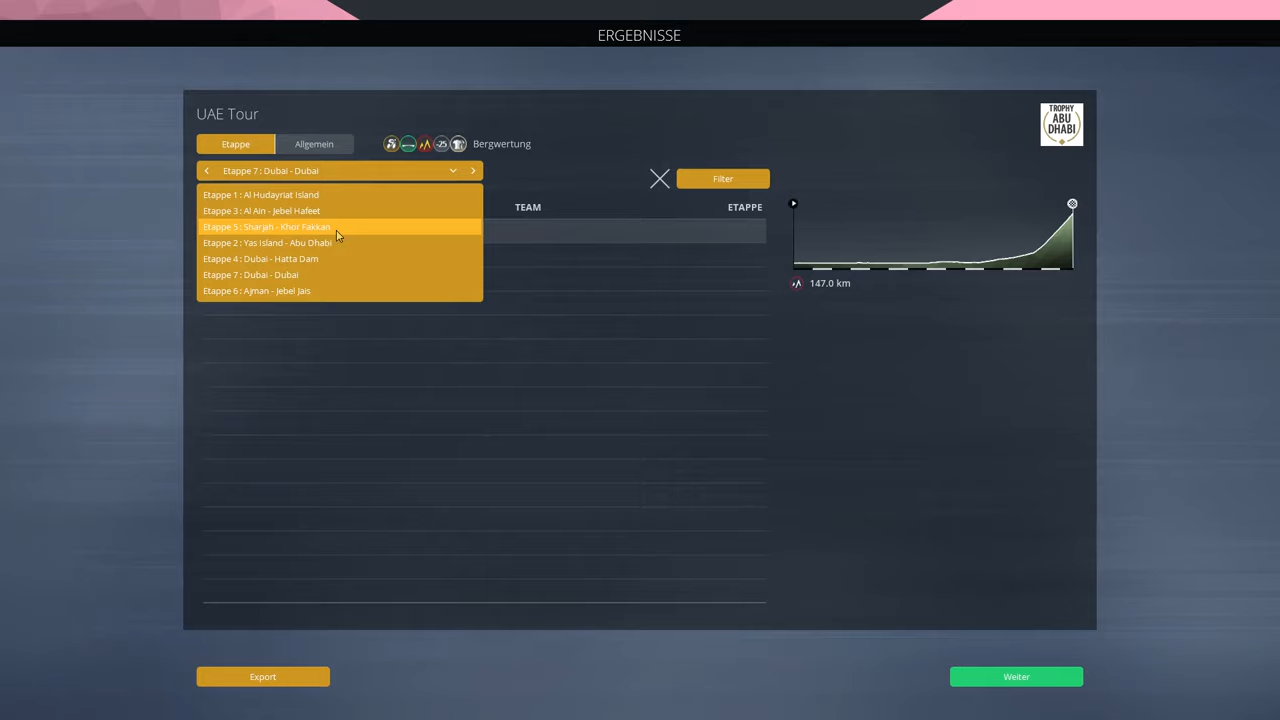 ERGEBNISSE
UAE Tour
TROPHY
ABU
DHABI
Etappe
Allgemein
-25
Bergwertung
Etappe 7 : Dubai - Dubai
Filter
Etappe 1 : Al Hudayriat Island
Etappe 3 : Al Ain - Jebel Hafeet
Etappe 5 : Sharjah - Khor Fakkan
Etappe 2 : Yas Island - Abu Dhabi
Etappe 4 : Dubai - Hatta Dam
Etappe 7 : Dubai - Dubai
Etappe 6 : Ajman - Jebel Jais
TEAM
ETAPPE
147.0 km
Export
Weiter